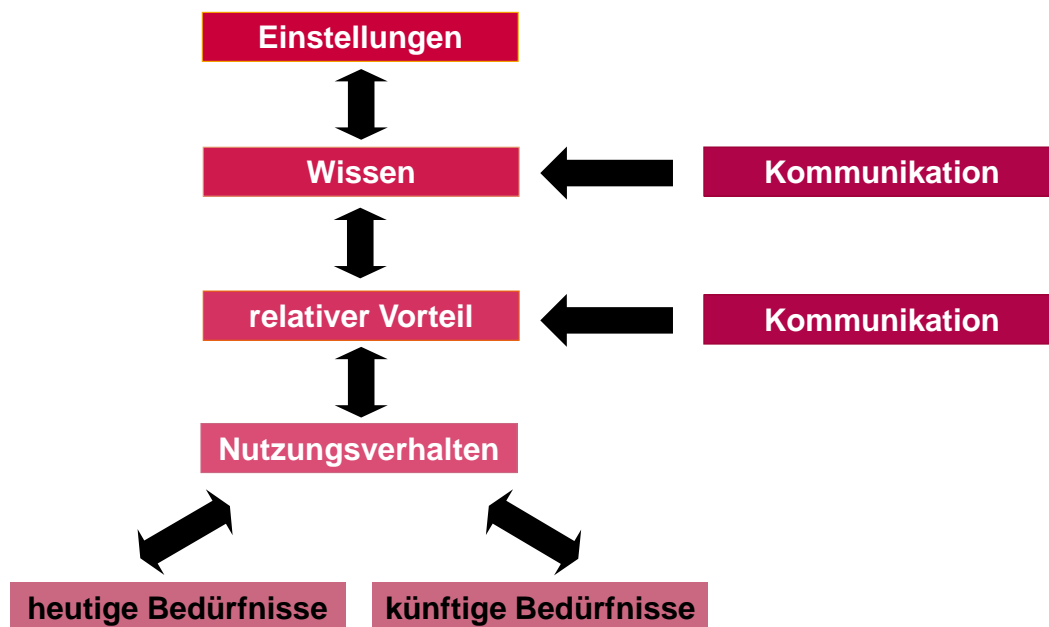 Einstellungen
Wissen
Kommunikation
relativer Vorteil
Kommunikation
Nutzungsverhalten
heutige Bedürfnisse
künftige Bedürfnisse